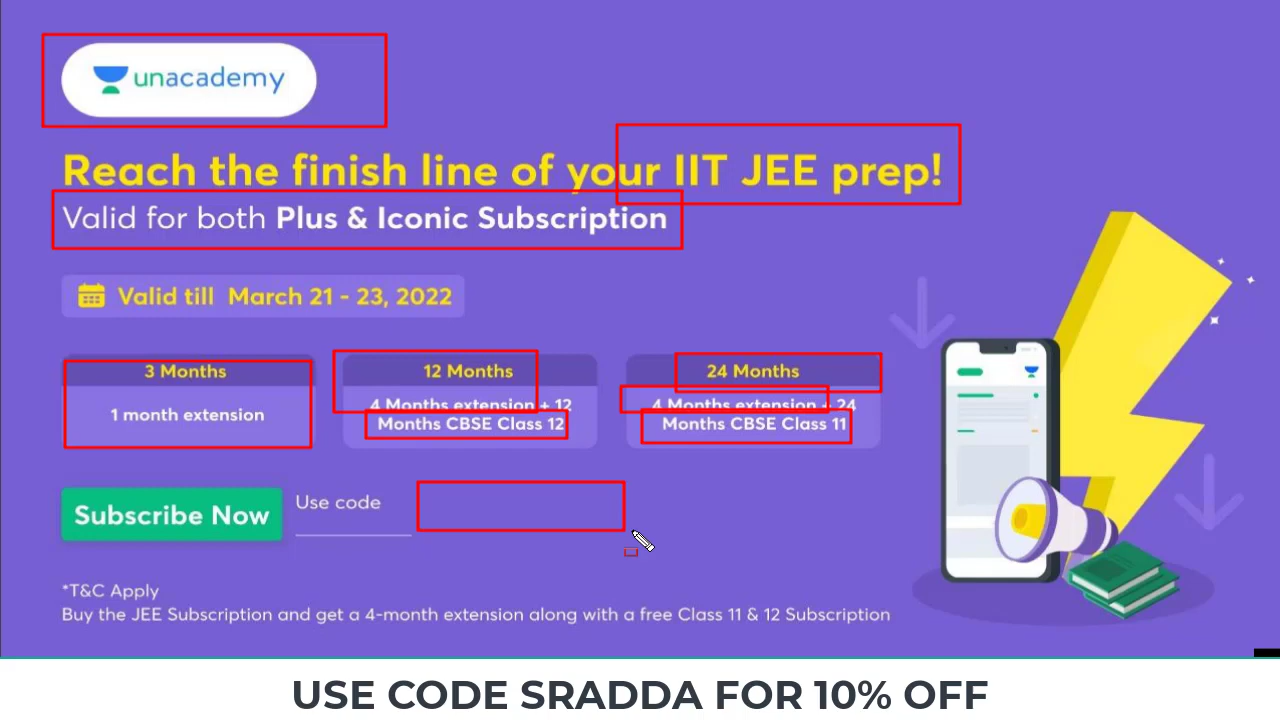 unacademy
Reach the finish line of your IIT JEE prep!
Valid for both Plus & Iconic Subscription
Valid till March 21 - 23, 2022
3 Months
1 month extension
12 Months
4 Months extension + 12
Months CBSE Class 12
24 Months
4 Months extension + 24
Months CBSE Class 11
Subscribe Now
Use code
*T&C Apply
Buy the JEE Subscription and get a 4-month extension along with a free Class 11 & 12 Subscription
USE CODE SRADDA FOR 10% OFF